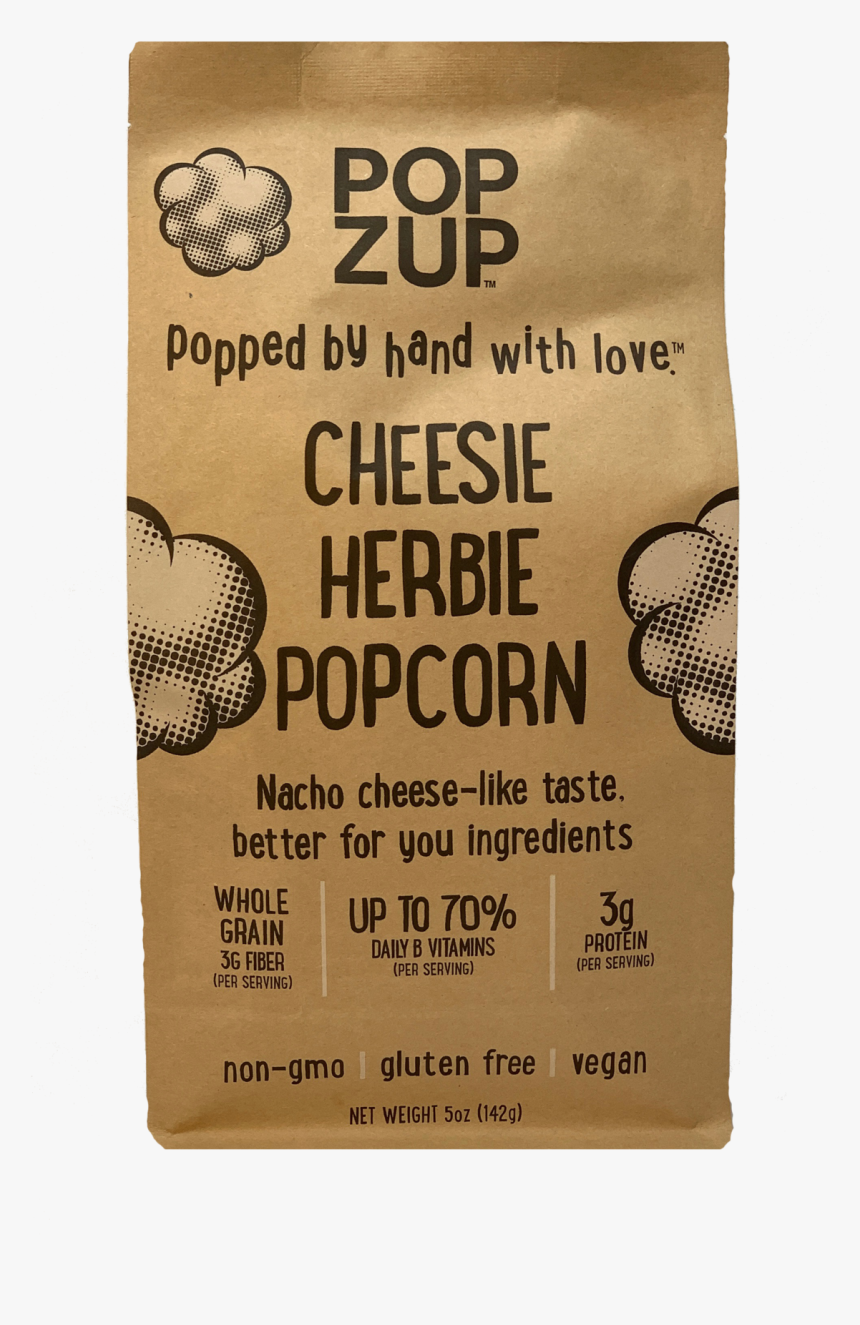 POP
ZUP™
popped by hand with love.™
CHEESIE
HERBIE
POPCORN
Nacho cheese-like taste,
better for you ingredients
WHOLE
GRAIN
3G FIBER
(PER SERVING)
UP TO 70%
DAILY B VITAMINS
(PER SERVING)
3g
PROTEIN
(PER SERVING)
non-gmo | gluten free | vegan
NET WEIGHT 5oz (142g)